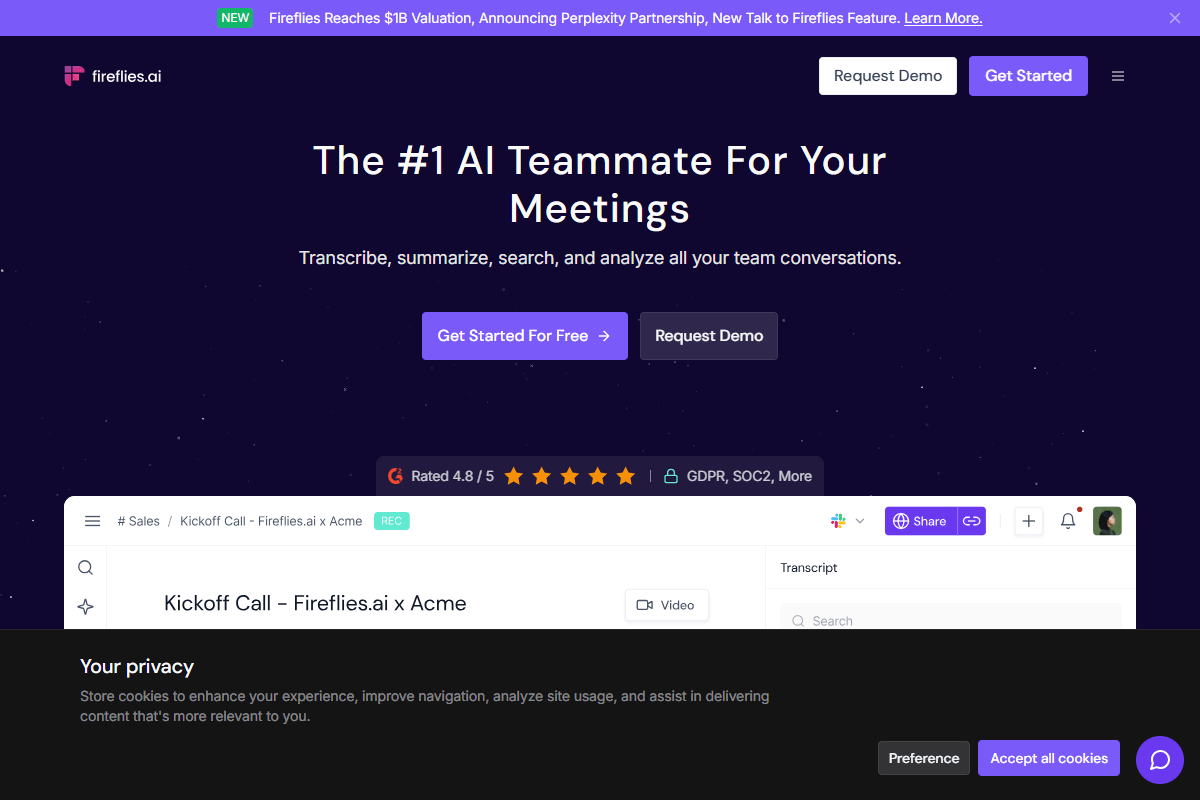 NEW Fireflies Reaches $1B Valuation, Announcing Perplexity Partnership, New Talk to Fireflies Feature. Learn More.
fireflies.ai
Request Demo
Get Started
The #1 AI Teammate For Your
Meetings
Transcribe, summarize, search, and analyze all your team conversations.
Get Started For Free
Request Demo
Rated 4.8 / 5
GDPR, SOC2, More
# Sales / Kickoff Call - Fireflies.ai x Acme REC
Share
Transcript
Kickoff Call - Fireflies.ai x Acme
Video
Search
Your privacy
Store cookies to enhance your experience, improve navigation, analyze site usage, and assist in delivering
content that's more relevant to you.
Preference
Accept all cookies